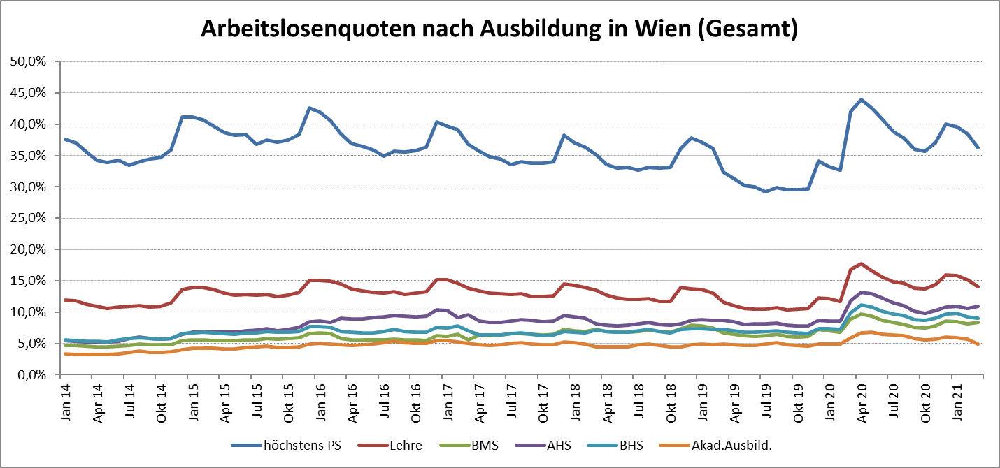 Arbeitslosenquoten nach Ausbildung in Wien (Gesamt)
50,0%
45,0%
40,0%
35,0%
30,0%
25,0%
20,0%
15,0%
10,0%
5,0%
0,0%
Jan 14
Apr 14
Jul 14
Okt 14
Jan 15
Apr 15
Jul 15
Okt 15
Jan 16
Apr 16
Jul 16
Okt 16
Jan 17
Apr 17
Jul 17
Okt 17
Jan 18
Apr 18
Jul 18
Okt 18
Jan 19
Apr 19
Jul 19
Okt 19
Jan 20
Apr 20
Jul 20
Okt 20
Jan 21
höchstens PS Lehre BMS AHS BHS Akad.Ausbild.